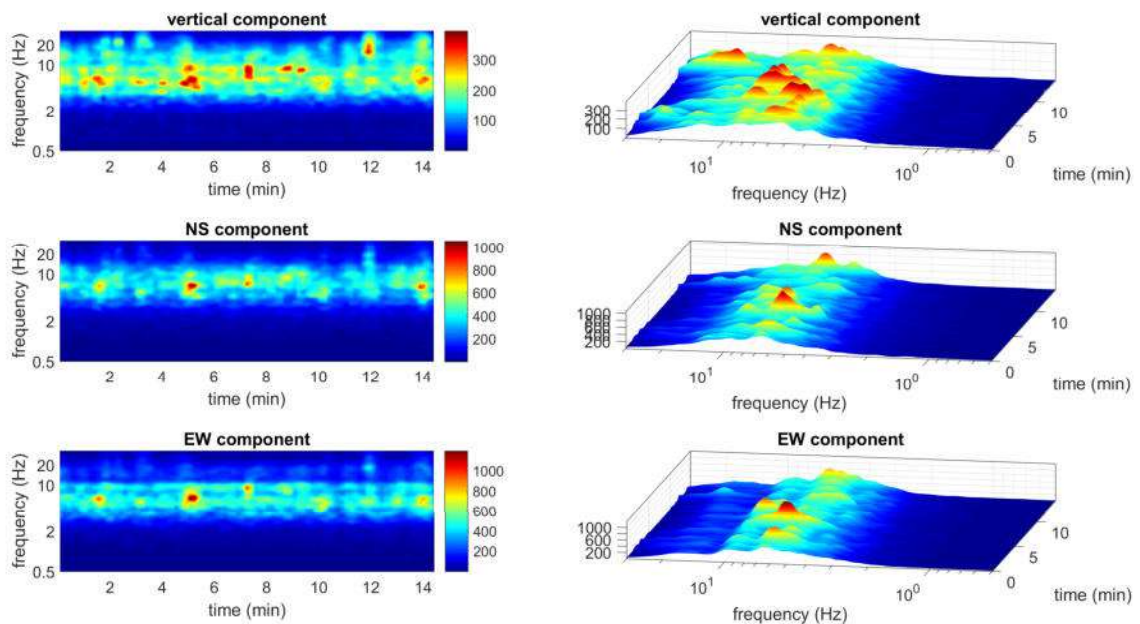 vertical component
frequency (Hz)
20
10
2
0.5
2 4 6 8 10 12 14
time (min)
300
200
100
vertical component
300
200
100
10¹ 10⁰
frequency (Hz)
0 5 10
time (min)
NS component
frequency (Hz)
20
10
2
0.5
2 4 6 8 10 12 14
time (min)
1000
800
600
400
200
NS component
1000
800
600
400
200
10¹ 10⁰
frequency (Hz)
0 5 10
time (min)
EW component
frequency (Hz)
20
10
2
0.5
2 4 6 8 10 12 14
time (min)
1000
800
600
400
200
EW component
1000
600
200
10¹ 10⁰
frequency (Hz)
0 5 10
time (min)